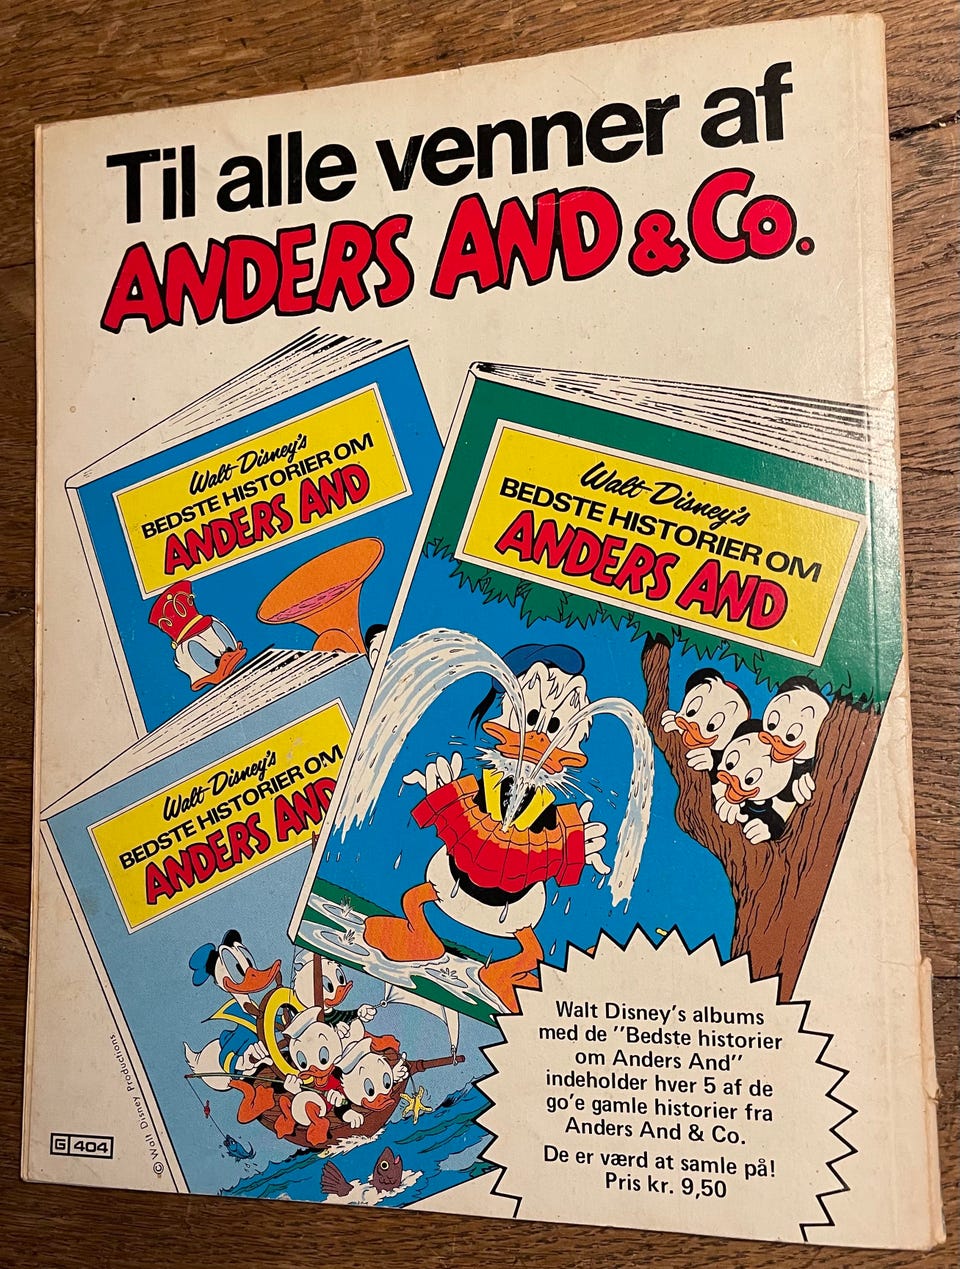 Til alle venner af
ANDERS AND & Co.
Walt Disney's
BEDSTE HISTORIER OM
ANDERS AND
Walt Disney's
BEDSTE HISTORIER OM
ANDERS AND
Walt Disney's
BEDSTE HISTORIER OM
ANDERS AND
Walt Disney's albums
med de "Bedste historier
om Anders And"
indeholder hver 5 af de
go'e gamle historier fra
Anders And & Co.
De er værd at samle på!
Pris kr. 9,50
© Walt Disney Productions
G 404